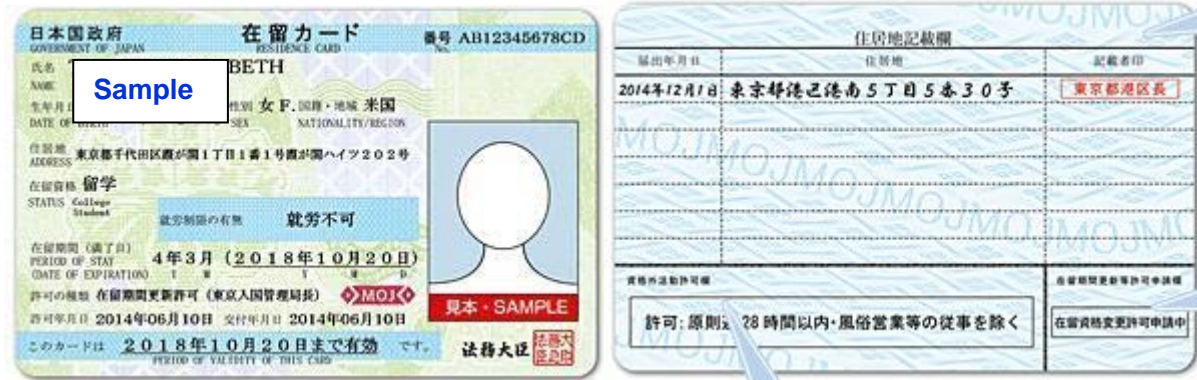 日本国政府 在留カード 番号 AB12345678CD
GOVERNMENT OF JAPAN RESIDENCE CARD No.
氏名 BETH
NAME
Sample
生年月日 性別 女 F. 国籍・地域 米国
DATE OF BIRTH SEX NATIONALITY/REGION
住居地 東京都千代田区霞が関1丁目1番1号霞が関ハイツ202号
ADDRESS
在留資格 留学
STATUS College
Student
就労制限の有無 就労不可
在留期間(満了日) 4年3月(2018年10月20日)
PERIOD OF STAY
(DATE OF EXPIRATION) Y M Y M D
許可の種類 在留期間更新許可(東京入国管理局長) MOJ
見本・SAMPLE
許可年月日 2014年06月10日 交付年月日 2014年06月10日
このカードは 2018年10月20日まで有効 です。
PERIOD OF VALIDITY OF THIS CARD
法務大臣
住居地記載欄
届出年月日 住居地 記載者印
2014年12月1日 東京都港区港南5丁目5番30号 東京都港区長
MOJMOJMOJMOJMOJMOJ
資格外活動許可欄 在留期間更新等許可申請欄
許可:原則週28時間以内・風俗営業等の従事を除く
在留資格変更許可申請中